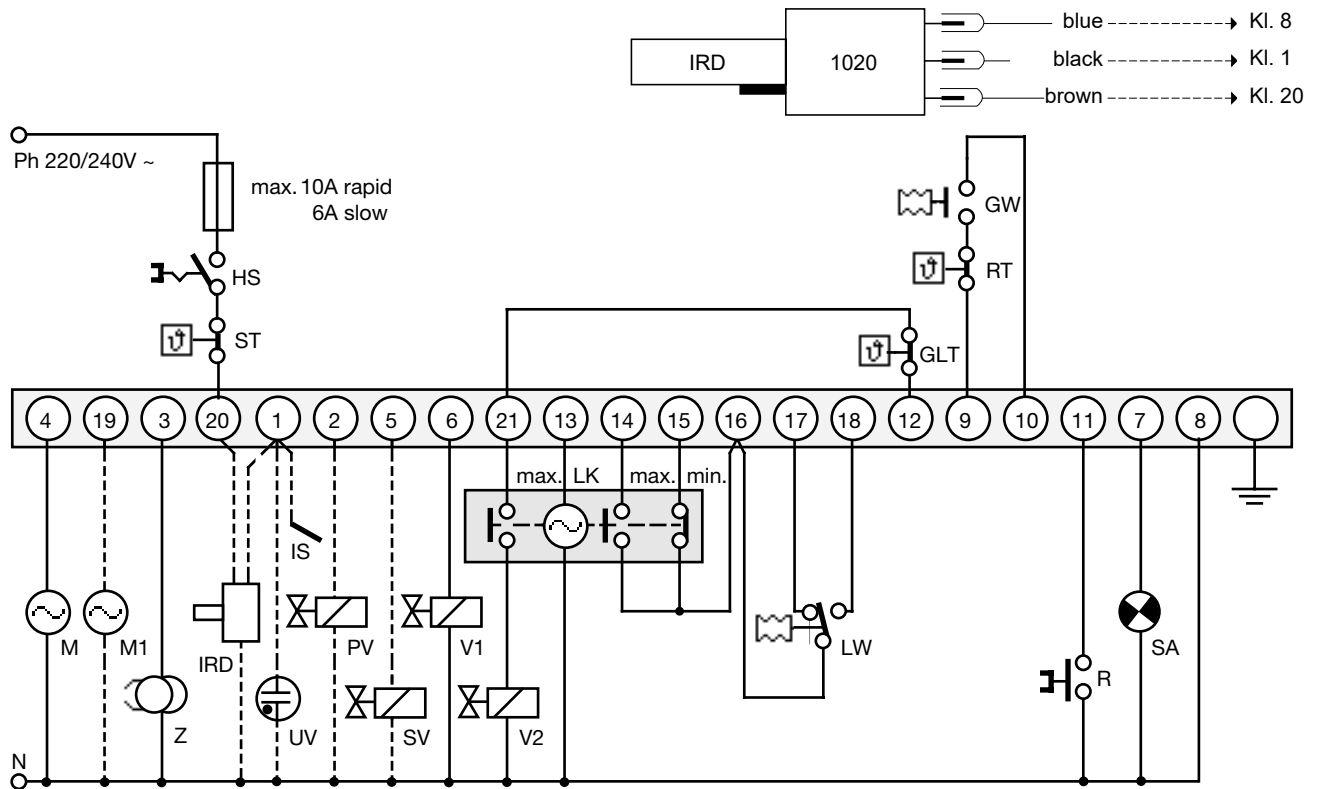 blue Kl. 8
IRD 1020 black Kl. 1
brown Kl. 20
Ph 220/240V ~
max. 10A rapid
6A slow
GW
HS
RT
ϑ
ϑ ST
ϑ GLT
4 19 3 20 1 2 5 6 21 13 14 15 16 17 18 12 9 10 11 7 8
max. LK max. min.
IS
M M1 IRD PV V1 LW SA
R
Z UV SV V2
N